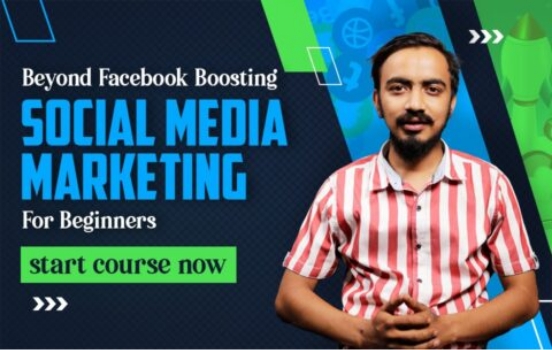 Beyond Facebook Boosting
SOCIAL MEDIA
MARKETING
For Beginners
start course now